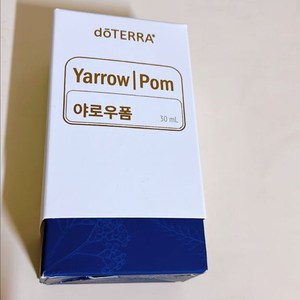 dōTERRA®
Yarrow|Pom
야로우폼
30 mL